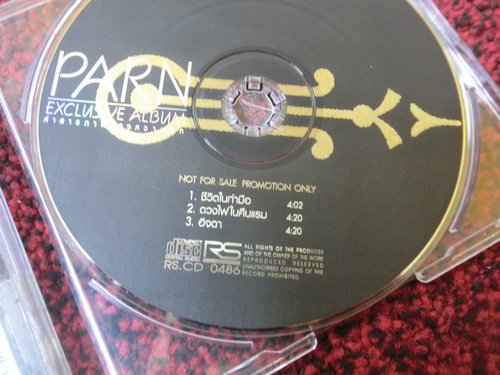 PARN
EXCLUSIVE ALBUM
NOT FOR SALE PROMOTION ONLY
1. ชีวิตในกำมือ 4:02
2. ดวงไฟในคืนแรม 4:20
3. อิจฉา 4:20
COMPACT
disc
DIGITAL AUDIO
RS
ALL RIGHTS OF THE PRODUCER
AND OF THE OWNER OF THE WORK
REPRODUCED RESERVED
UNAUTHORISED COPYING OF THIS
RECORD PROHIBITED.
RS.CD 0486